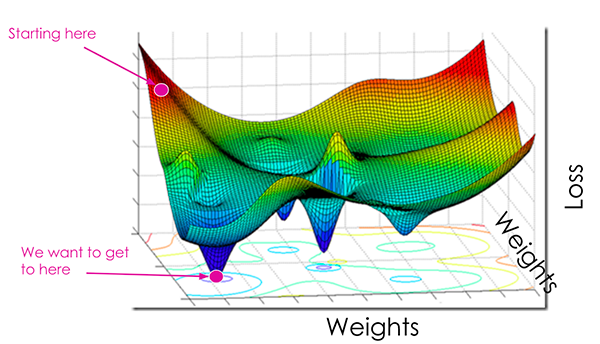 Starting here
We want to get
to here
Loss
Weights
Weights